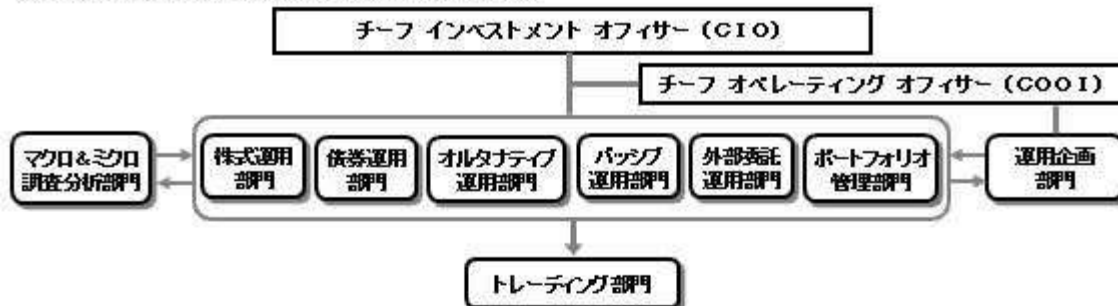 チーフ インベストメント オフィサー (CIO)
チーフ オペレーティング オフィサー (COOI)
マクロ&ミクロ
調査分析部門
株式運用
部門
債券運用
部門
オルタナティブ
運用部門
パッシブ
運用部門
外部委託
運用部門
ポートフォリオ
管理部門
運用企画
部門
トレーディング部門